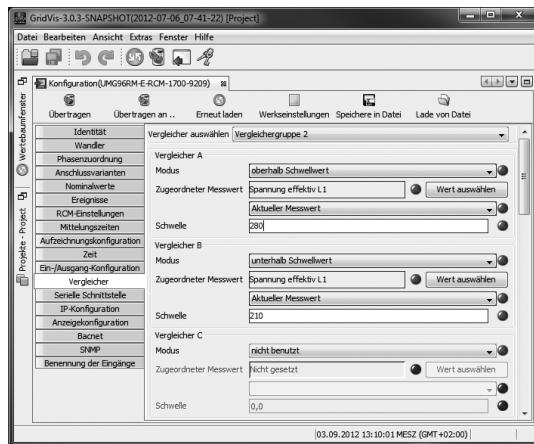 GridVis-3.0.3-SNAPSHOT(2012-07-06_07-41-22) [Project]
Datei Bearbeiten Ansicht Extras Fenster Hilfe
Wertebaumfenster
Projekte - Project
Konfiguration(UMG96RM-E-RCM-1700-9209)
Übertragen Übertragen an .. Erneut laden Werkseinstellungen Speichere in Datei Lade von Datei
Identität
Wandler
Phasenzuordnung
Anschlussvarianten
Nominalwerte
Ereignisse
RCM-Einstellungen
Mittelungszeiten
Aufzeichnungskonfiguration
Zeit
Ein-/Ausgang-Konfiguration
Vergleicher
Serielle Schnittstelle
IP-Konfiguration
Anzeigekonfiguration
Bacnet
SNMP
Benennung der Eingänge
Vergleicher auswählen Vergleichergruppe 2
Vergleicher A
Modus oberhalb Schwellwert
Zugeordneter Messwert Spannung effektiv L1 Wert auswählen
Aktueller Messwert
Schwelle 280
Vergleicher B
Modus unterhalb Schwellwert
Zugeordneter Messwert Spannung effektiv L1 Wert auswählen
Aktueller Messwert
Schwelle 210
Vergleicher C
Modus nicht benutzt
Zugeordneter Messwert Nicht gesetzt Wert auswählen
Schwelle 0,0
03.09.2012 13:10:01 MESZ (GMT+02:00)